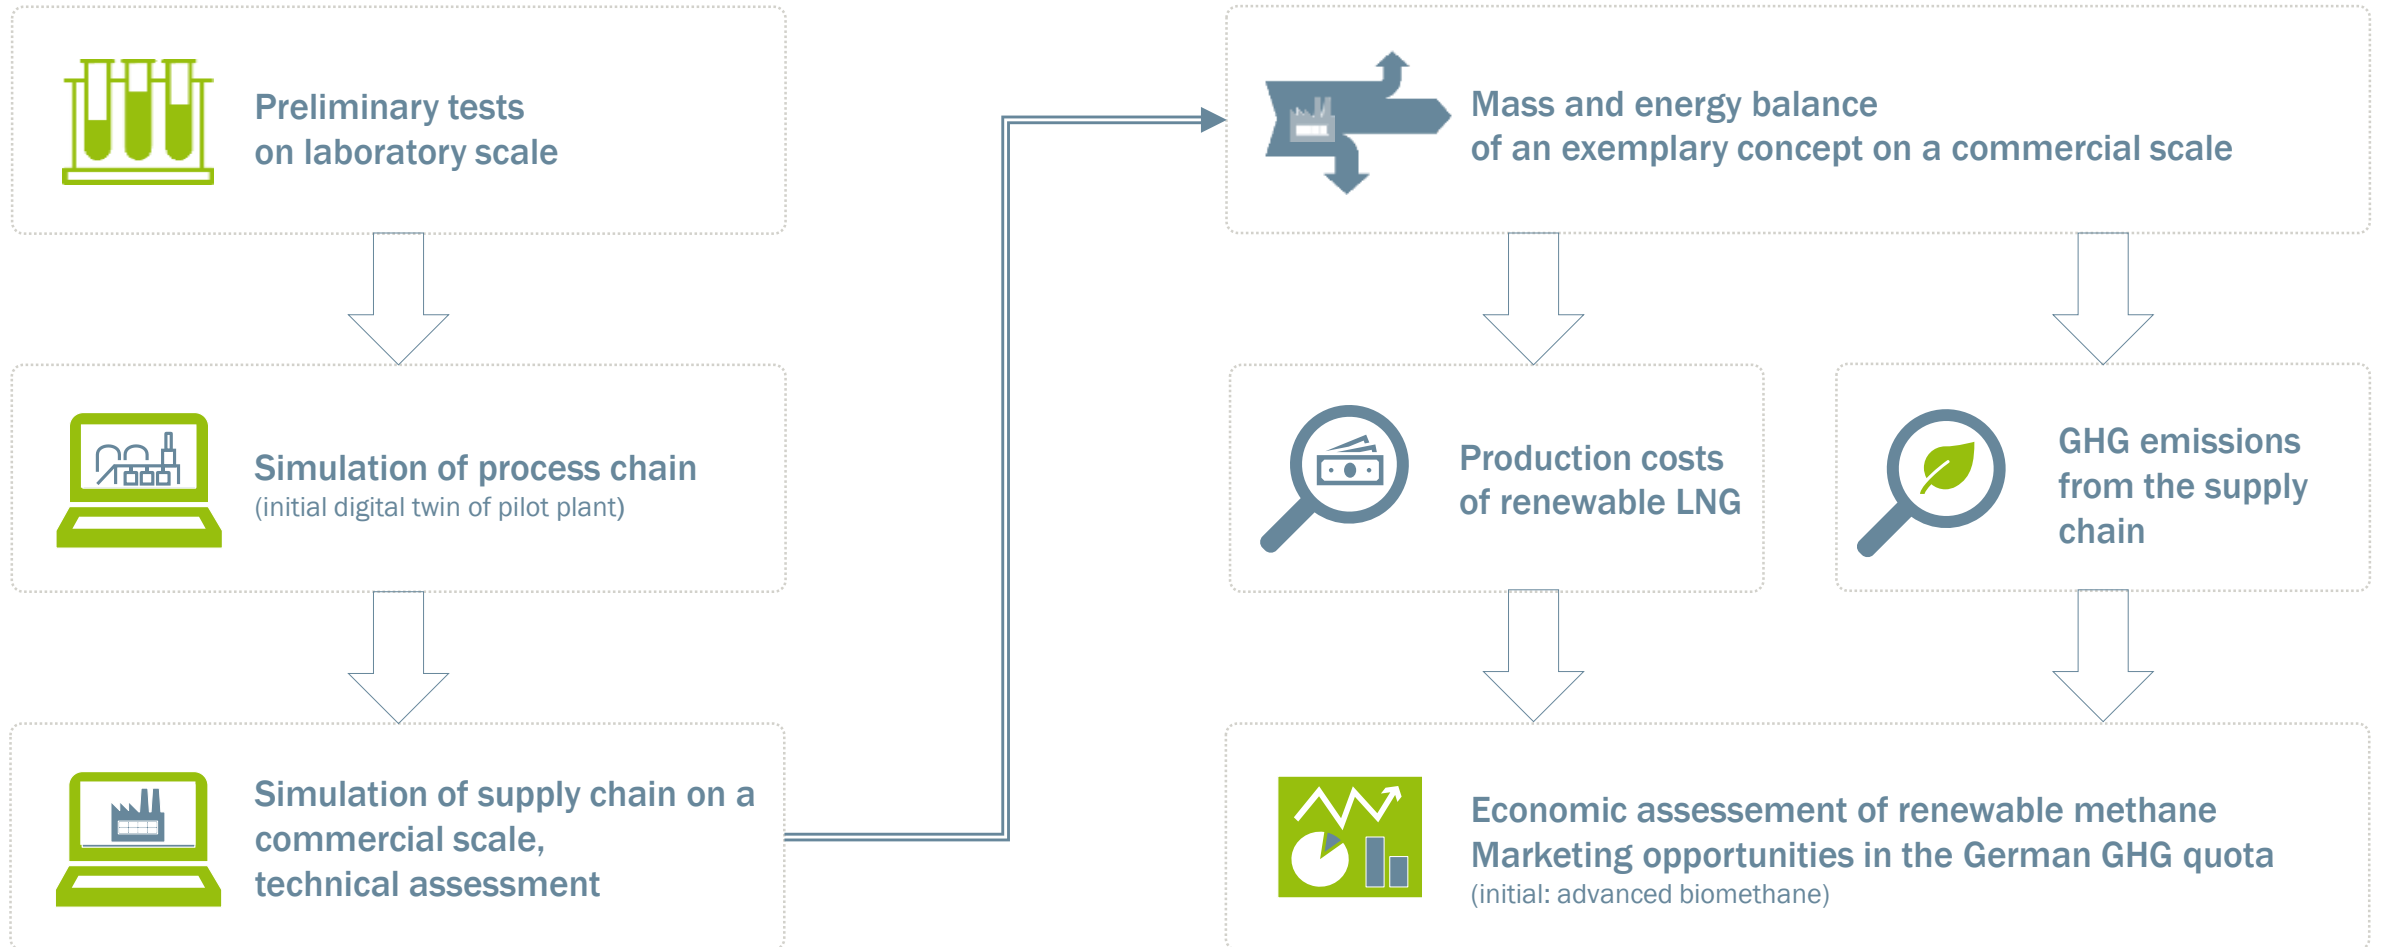 Preliminary tests
on laboratory scale
Simulation of process chain
(initial digital twin of pilot plant)
Simulation of supply chain on a
commercial scale,
technical assessment
Mass and energy balance
of an exemplary concept on a commercial scale
Production costs
of renewable LNG
GHG emissions
from the supply
chain
Economic assessement of renewable methane
Marketing opportunities in the German GHG quota
(initial: advanced biomethane)